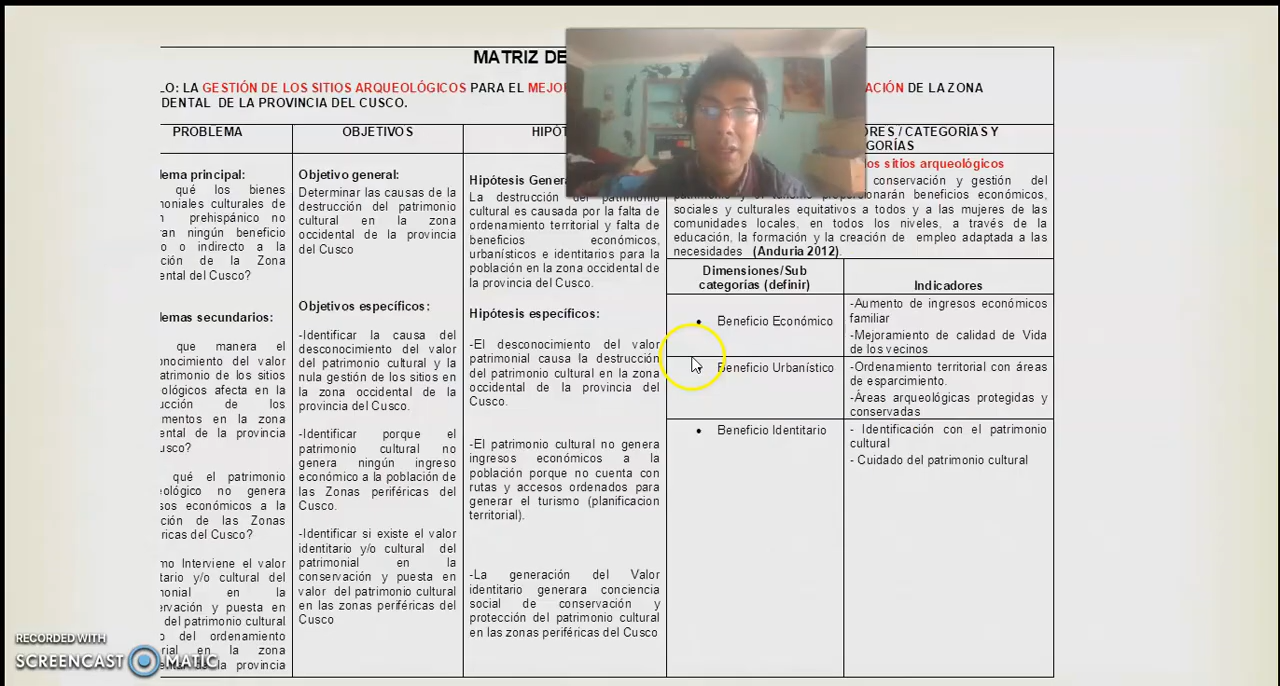 MATRIZ DE
LO: LA GESTIÓN DE LOS SITIOS ARQUEOLÓGICOS PARA EL MEJOR
ACIÓN DE LA ZONA
DENTAL DE LA PROVINCIA DEL CUSCO.
PROBLEMA
lema principal:
qué los bienes
moniales culturales de
n prehispánico no
ran ningún beneficio
o o indirecto a la
ción de la Zona
ental del Cusco?
lemas secundarios:
que manera el
nocimiento del valor
atrimonio de los sitios
ológicos afecta en la
ucción de los
mentos en la zona
ental de la provincia
usco?
qué el patrimonio
eológico no genera
sos económicos a la
ción de las Zonas
ricas del Cusco?
mo Interviene el valor
tario y/o cultural del
monial en la
ervación y puesta en
del patrimonio cultural
o del ordenamiento
rial en la zona
ental de la provincia
OBJETIVOS
Objetivo general:
Determinar las causas de la
destrucción del patrimonio
cultural en la zona
occidental de la provincia
del Cusco
Objetivos específicos:
-Identificar la causa del
desconocimiento del valor
del patrimonio cultural y la
nula gestión de los sitios en
la zona occidental de la
provincia del Cusco.
-Identificar porque el
patrimonio cultural no
genera ningún ingreso
económico a la población de
las Zonas periféricas del
Cusco.
-Identificar si existe el valor
identitario y/o cultural del
patrimonial en la
conservación y puesta en
valor del patrimonio cultural
en las zonas periféricas del
Cusco
HIPÓT
Hipótesis Gener
La destrucción del patrimonio
cultural es causada por la falta de
ordenamiento territorial y falta de
beneficios económicos,
urbanísticos e identitarios para la
población en la zona occidental de
la provincia del Cusco.
Hipótesis específicos:
-El desconocimiento del valor
patrimonial causa la destrucción
del patrimonio cultural en la zona
occidental de la provincia del
Cusco.
-El patrimonio cultural no genera
ingresos económicos a la
población porque no cuenta con
rutas y accesos ordenados para
generar el turismo (planificacion
territorial).
-La generación del Valor
identitario generara conciencia
social de conservación y
protección del patrimonio cultural
en las zonas periféricas del Cusco
ORES / CATEGORÍAS Y
GORÍAS
os sitios arqueológicos
conservación y gestión del
patrimonio y el turismo proporcionarán beneficios económicos,
sociales y culturales equitativos a todos y a las mujeres de las
comunidades locales, en todos los niveles, a través de la
educación, la formación y la creación de empleo adaptada a las
necesidades (Anduria 2012).
Dimensiones/Sub
categorías (definir)
Indicadores
• Beneficio Económico
-Aumento de ingresos económicos
familiar
-Mejoramiento de calidad de Vida
de los vecinos
• Beneficio Urbanístico
-Ordenamiento territorial con áreas
de esparcimiento.
-Áreas arqueológicas protegidas y
conservadas
• Beneficio Identitario
- Identificación con el patrimonio
cultural
- Cuidado del patrimonio cultural
RECORDED WITH
SCREENCAST MATIC